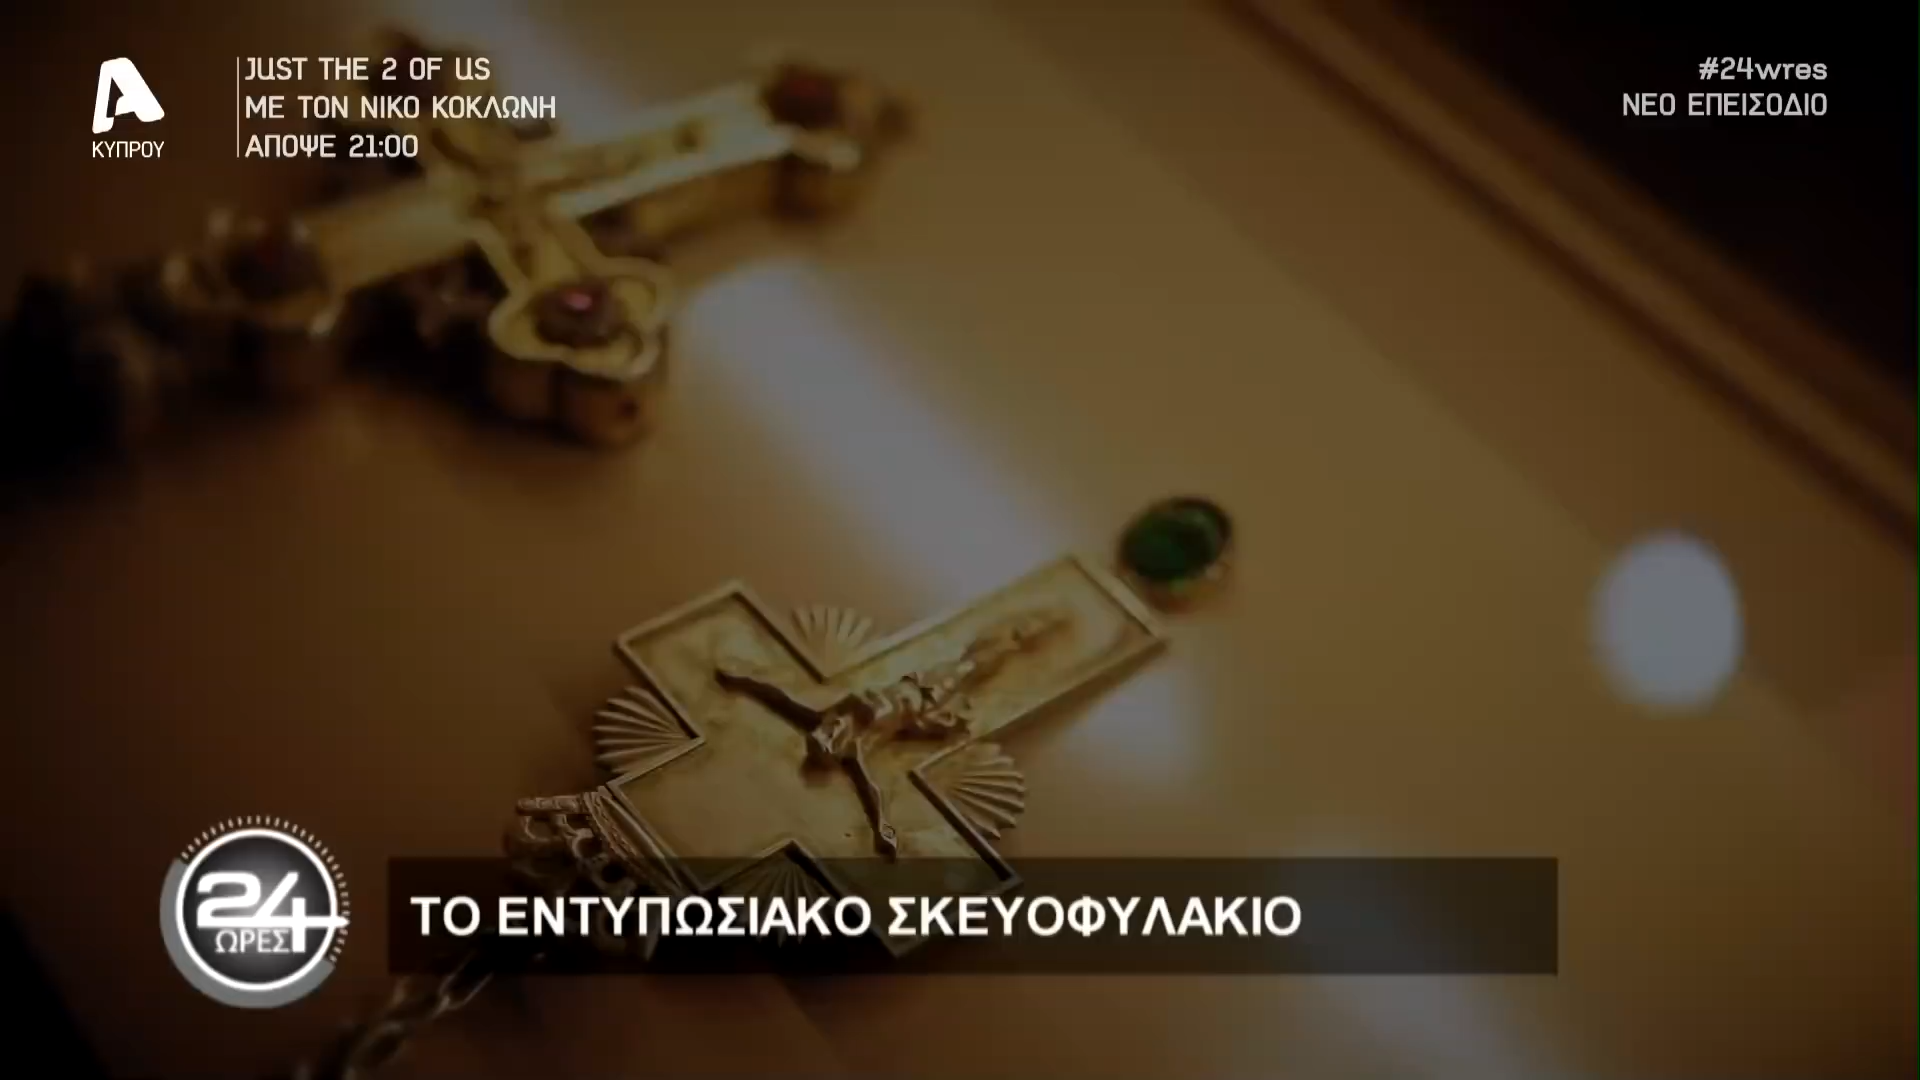 JUST THE 2 OF US
ΜΕ ΤΟΝ ΝΙΚΟ ΚΟΚΛΩΝΗ
ΑΠΟΨΕ 21:00
ΚΥΠΡΟΥ
#24wres
ΝΕΟ ΕΠΕΙΣΟΔΙΟ
24
ΩΡΕΣ
ΤΟ ΕΝΤΥΠΩΣΙΑΚΟ ΣΚΕΥΟΦΥΛΑΚΙΟ